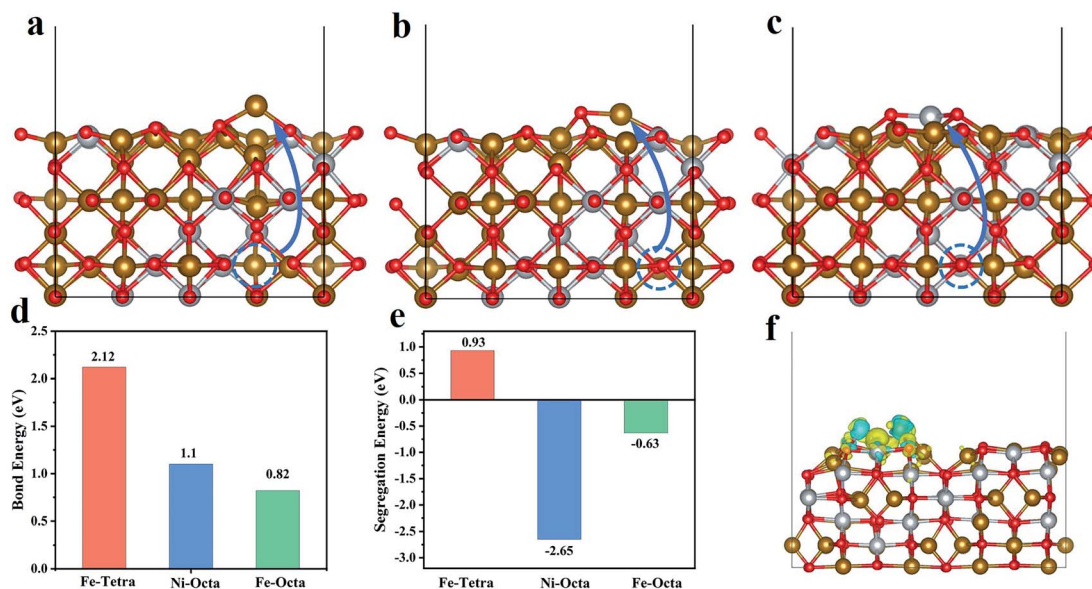 a
b
c
d
2.5
2.0
1.5
1.0
0.5
0.0
Bond Energy (eV)
2.12
1.1
0.82
Fe-Tetra
Ni-Octa
Fe-Octa
e
1.0
0.5
0.0
-0.5
-1.0
-1.5
-2.0
-2.5
-3.0
Segregation Energy (eV)
0.93
-2.65
-0.63
Fe-Tetra
Ni-Octa
Fe-Octa
f